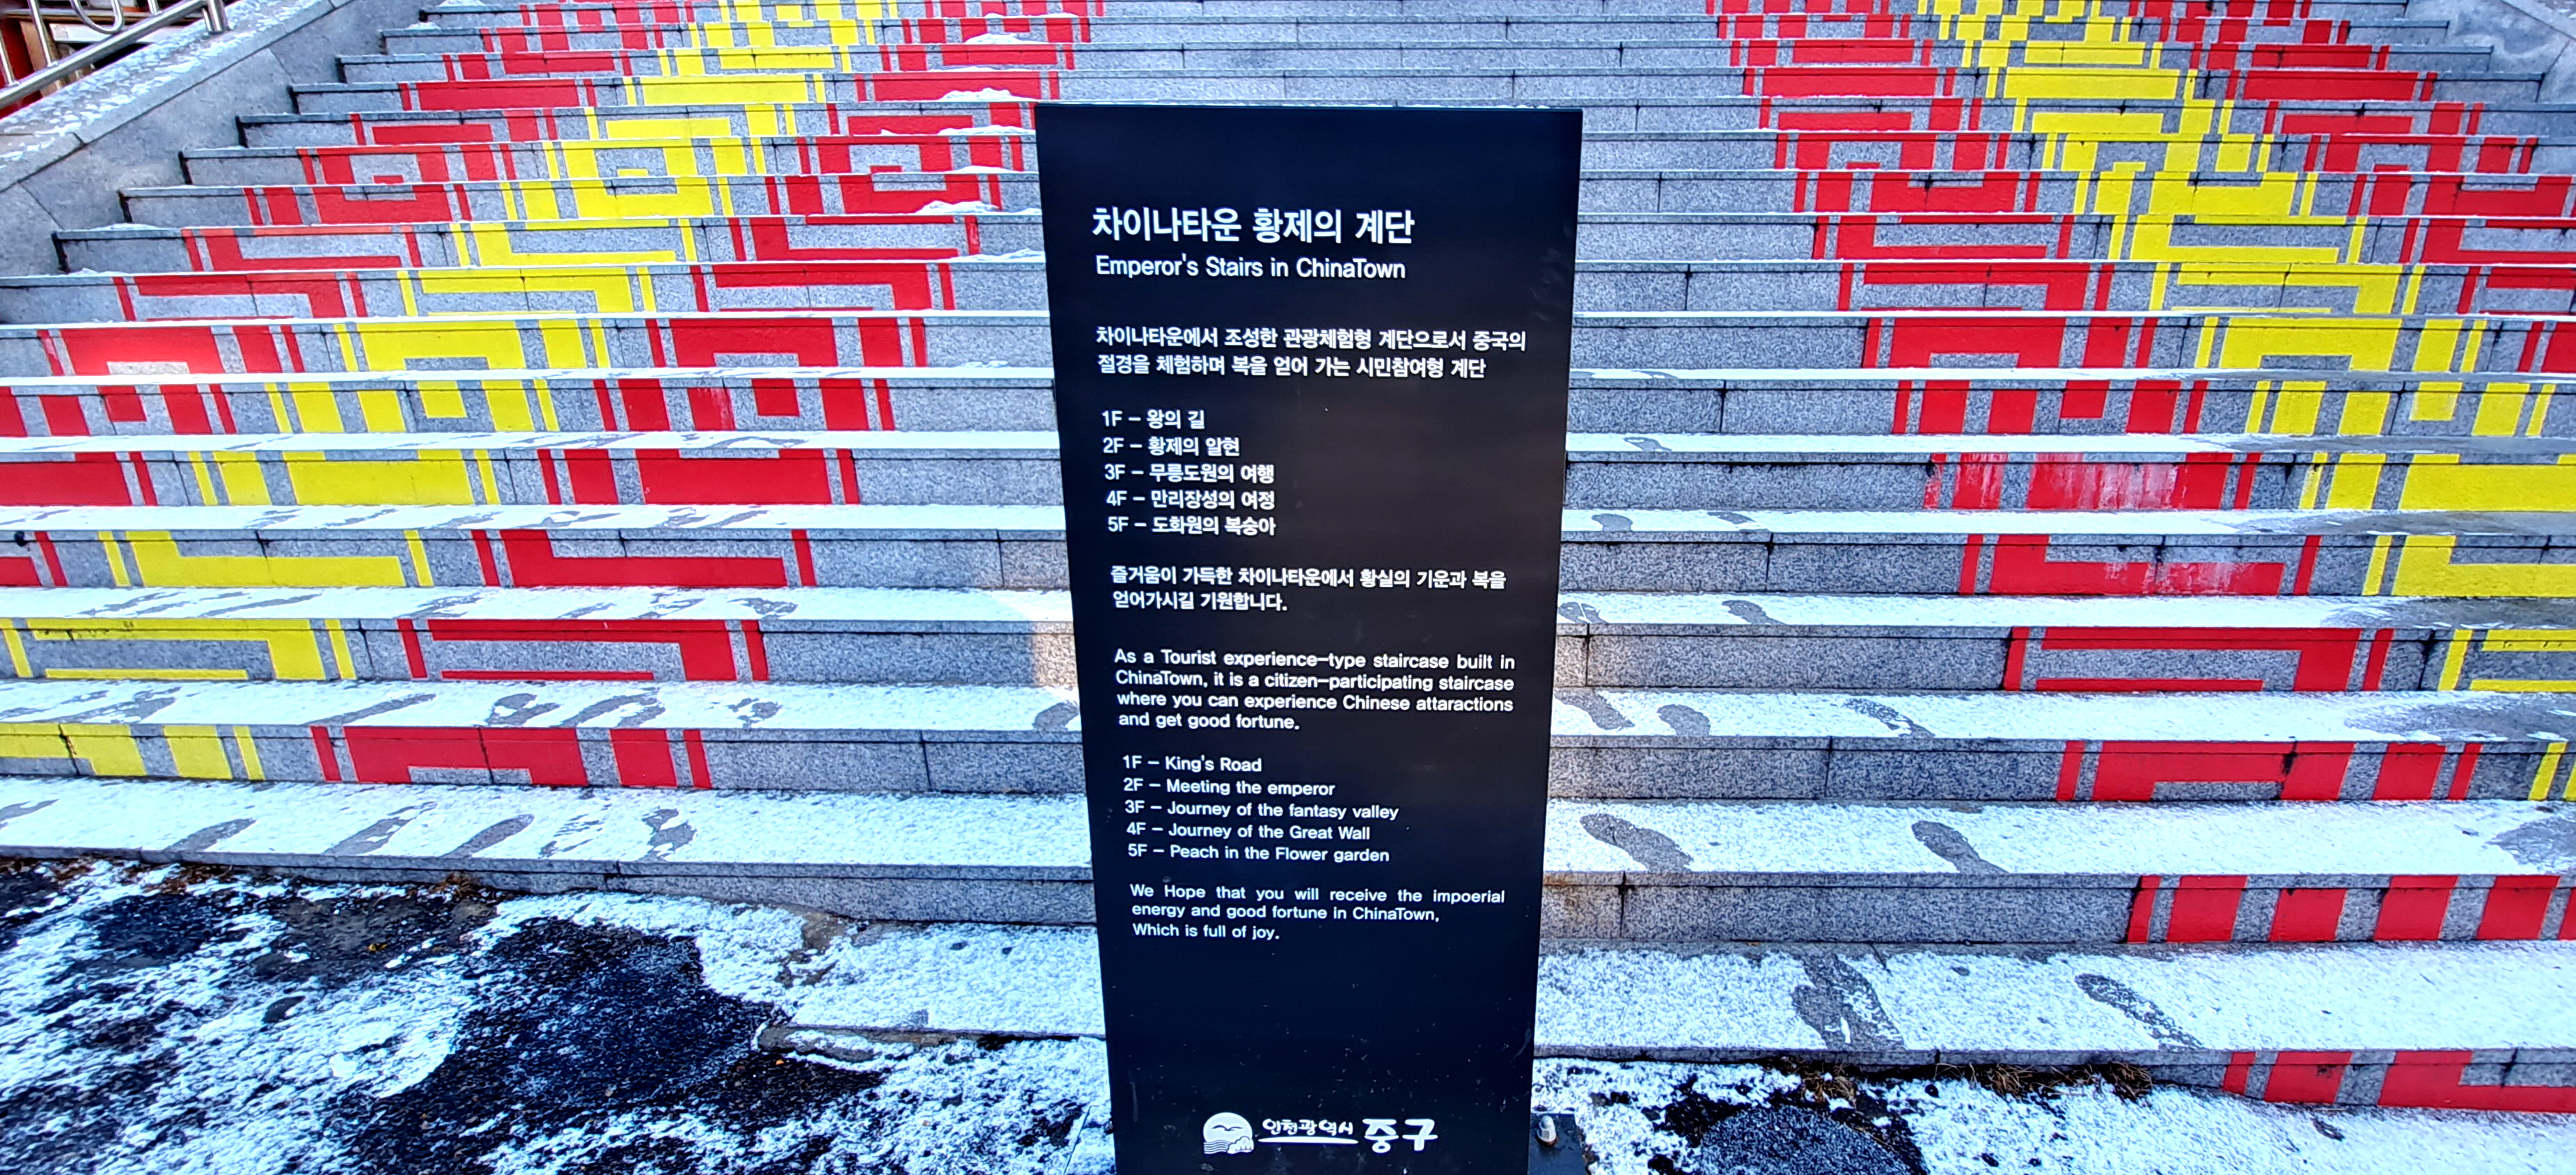 차이나타운 황제의 계단
Emperor's Stairs in ChinaTown
차이나타운에서 조성한 관광체험형 계단으로서 중국의
절경을 체험하며 복을 얻어 가는 시민참여형 계단
1F - 왕의 길
2F - 황제의 알현
3F - 무릉도원의 여행
4F - 만리장성의 여정
5F - 도화원의 복숭아
즐거움이 가득한 차이나타운에서 황실의 기운과 복을
얻어가시길 기원합니다.
As a Tourist experience-type staircase built in
ChinaTown, it is a citizen-participating staircase
where you can experience Chinese attaractions
and get good fortune.
1F - King's Road
2F - Meeting the emperor
3F - Journey of the fantasy valley
4F - Journey of the Great Wall
5F - Peach in the Flower garden
We Hope that you will receive the impoerial
energy and good fortune in ChinaTown,
Which is full of joy.
인천광역시 중구